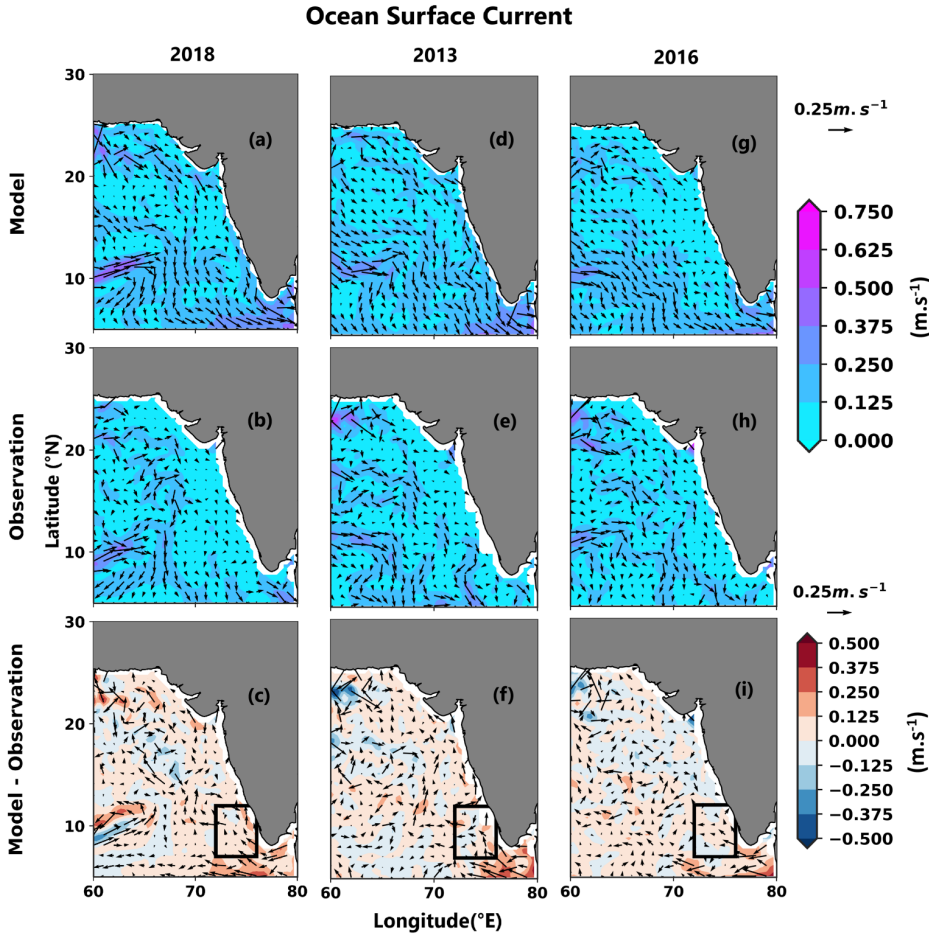 Ocean Surface Current
2018
2013
2016
Model
30
20
10
(a)
(d)
(g)
0.25m.s⁻¹
0.750
0.625
0.500
0.375
0.250
0.125
0.000
(m.s⁻¹)
Observation
Latitude (°N)
30
20
10
(b)
(e)
(h)
0.25m.s⁻¹
Model - Observation
30
20
10
(c)
(f)
(i)
0.500
0.375
0.250
0.125
0.000
−0.125
−0.250
−0.375
−0.500
(m.s⁻¹)
60 70 80
60 70 80
60 70 80
Longitude(°E)